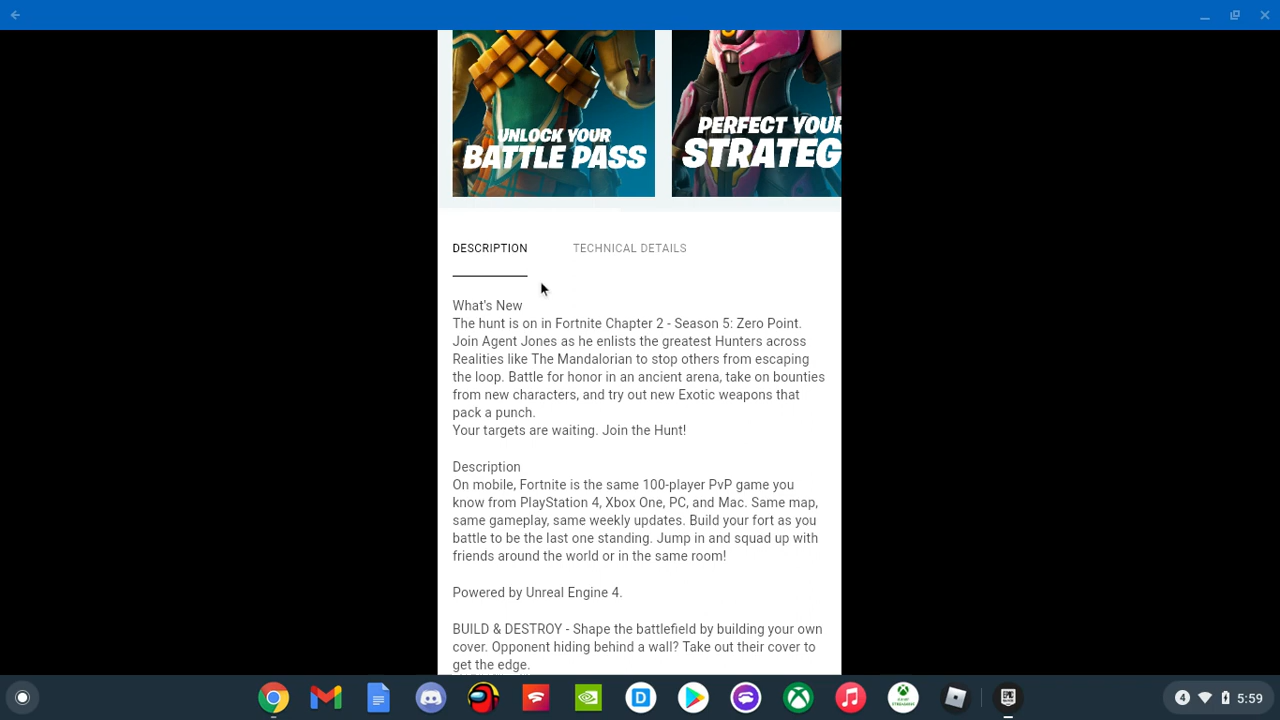 UNLOCK YOUR
BATTLE PASS
PERFECT YOUR
STRATEG
DESCRIPTION
TECHNICAL DETAILS
What's New
The hunt is on in Fortnite Chapter 2 - Season 5: Zero Point.
Join Agent Jones as he enlists the greatest Hunters across
Realities like The Mandalorian to stop others from escaping
the loop. Battle for honor in an ancient arena, take on bounties
from new characters, and try out new Exotic weapons that
pack a punch.
Your targets are waiting. Join the Hunt!
Description
On mobile, Fortnite is the same 100-player PvP game you
know from PlayStation 4, Xbox One, PC, and Mac. Same map,
same gameplay, same weekly updates. Build your fort as you
battle to be the last one standing. Jump in and squad up with
friends around the world or in the same room!
Powered by Unreal Engine 4.
BUILD & DESTROY - Shape the battlefield by building your own
cover. Opponent hiding behind a wall? Take out their cover to
get the edge.
4
5:59